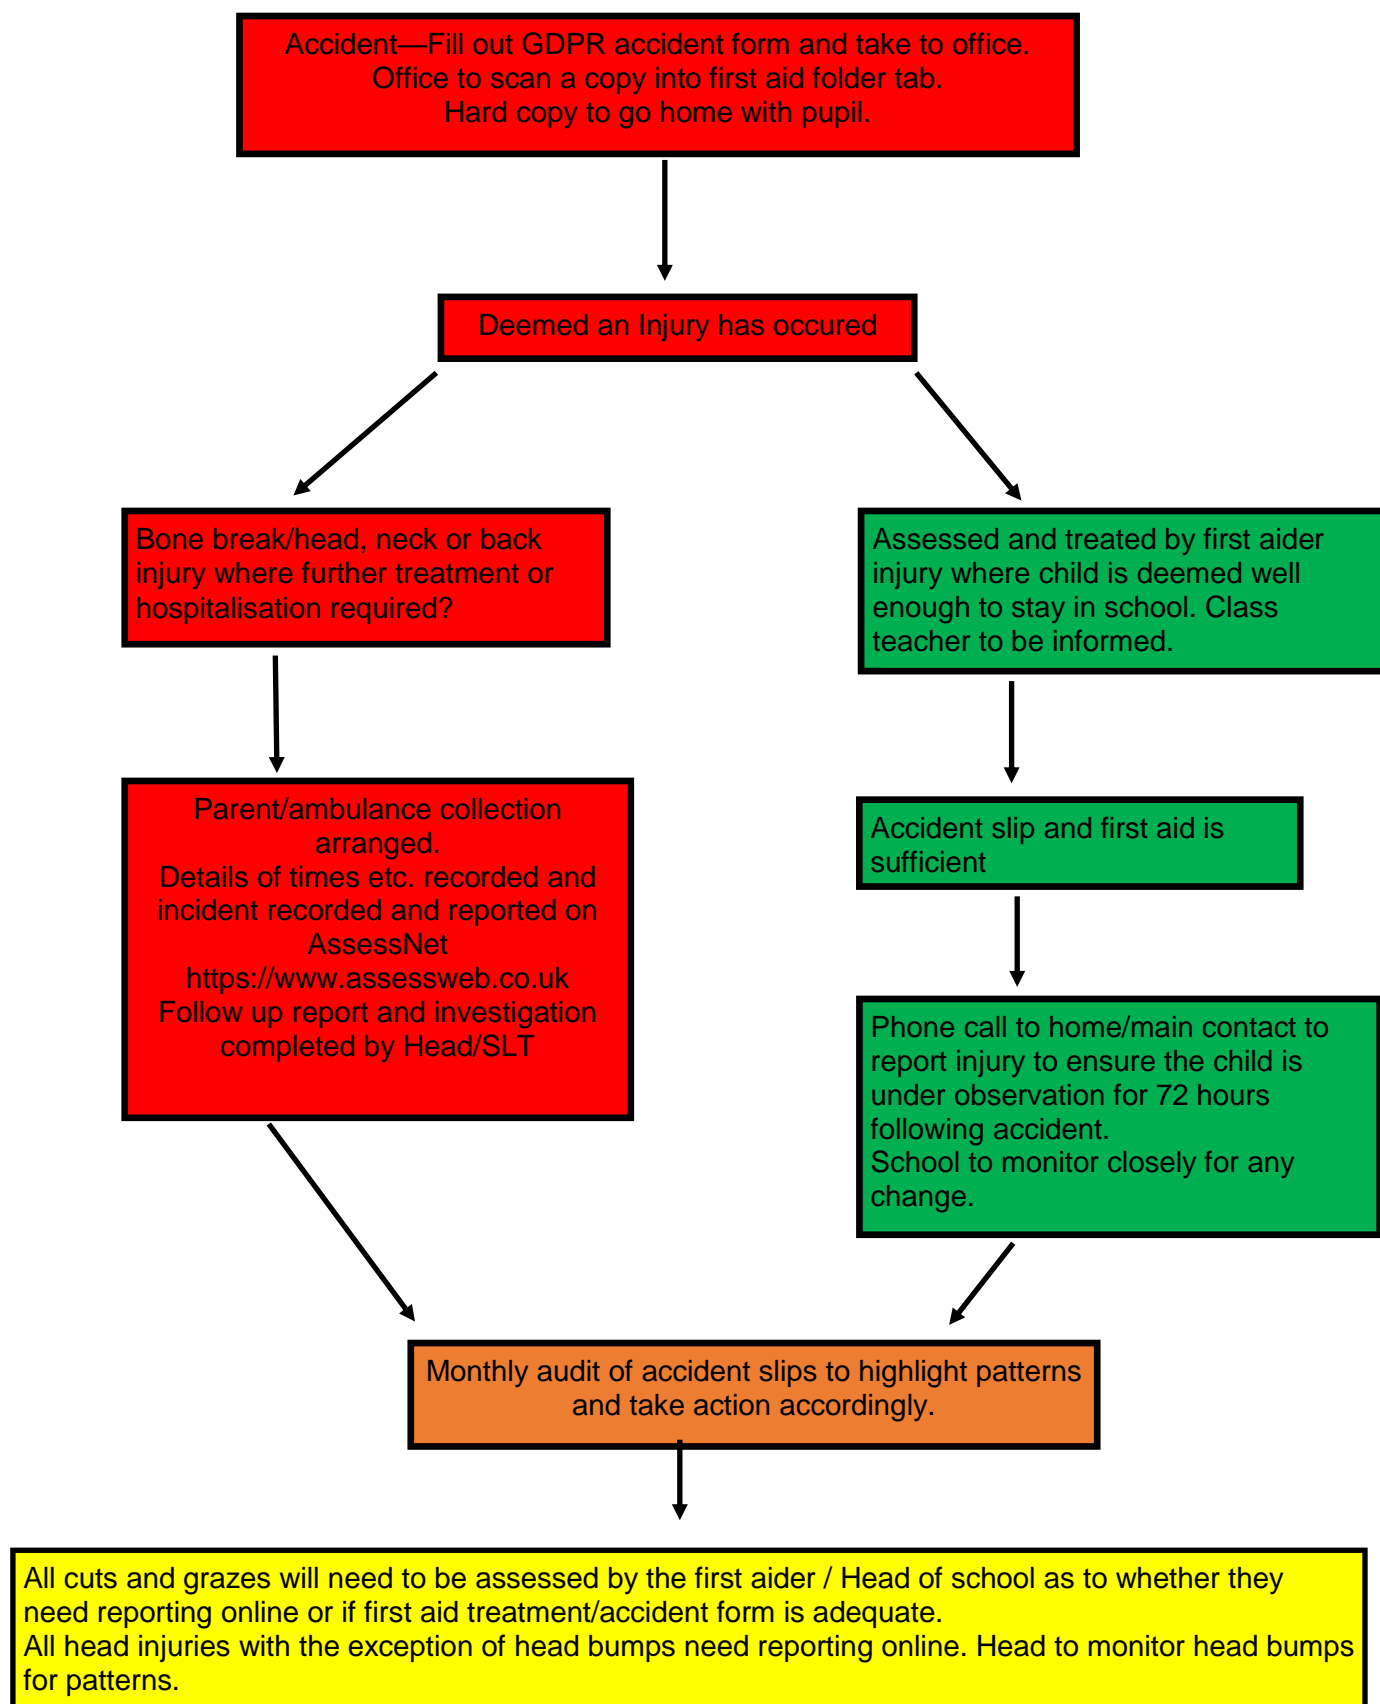 Accident—Fill out GDPR accident form and take to office.
Office to scan a copy into first aid folder tab.
Hard copy to go home with pupil.
Deemed an Injury has occured
Bone break/head, neck or back
injury where further treatment or
hospitalisation required?
Assessed and treated by first aider
injury where child is deemed well
enough to stay in school. Class
teacher to be informed.
Parent/ambulance collection
arranged.
Details of times etc. recorded and
incident recorded and reported on
AssessNet
https://www.assessweb.co.uk
Follow up report and investigation
completed by Head/SLT
Accident slip and first aid is
sufficient
Phone call to home/main contact to
report injury to ensure the child is
under observation for 72 hours
following accident.
School to monitor closely for any
change.
Monthly audit of accident slips to highlight patterns
and take action accordingly.
All cuts and grazes will need to be assessed by the first aider / Head of school as to whether they
need reporting online or if first aid treatment/accident form is adequate.
All head injuries with the exception of head bumps need reporting online. Head to monitor head bumps
for patterns.